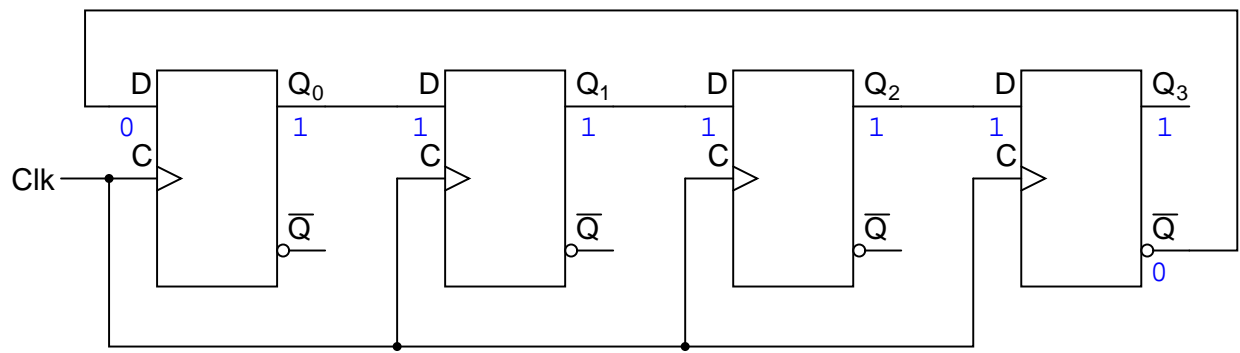 D Q₀ D Q₁ D Q₂ D Q₃
0 1 1 1 1 1 1 1
C C C C
Clk
Q̅ Q̅ Q̅ Q̅
0